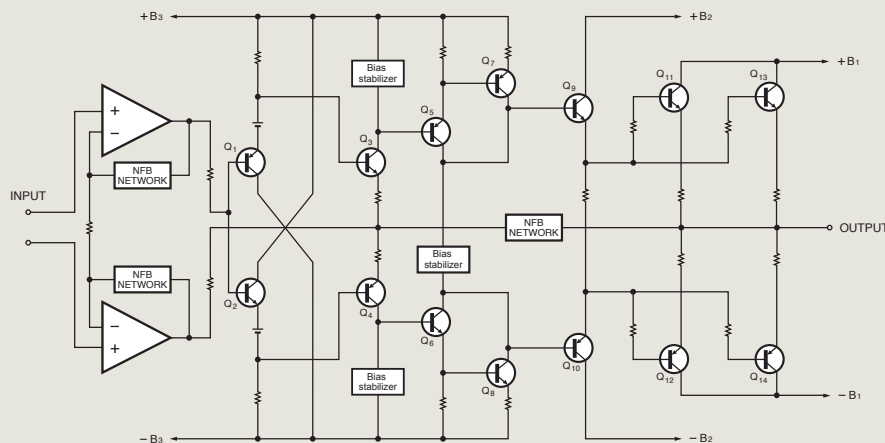 +B3
+B2
+B1
Bias
stabilizer
Q7
Q9
Q11
Q13
Q5
Q1
Q3
+
−
NFB
NETWORK
INPUT
NFB
NETWORK
OUTPUT
Bias
stabilizer
NFB
NETWORK
−
+
Q2
Q4
Q6
Q8
Q10
Q12
Q14
Bias
stabilizer
−B1
−B3
−B2